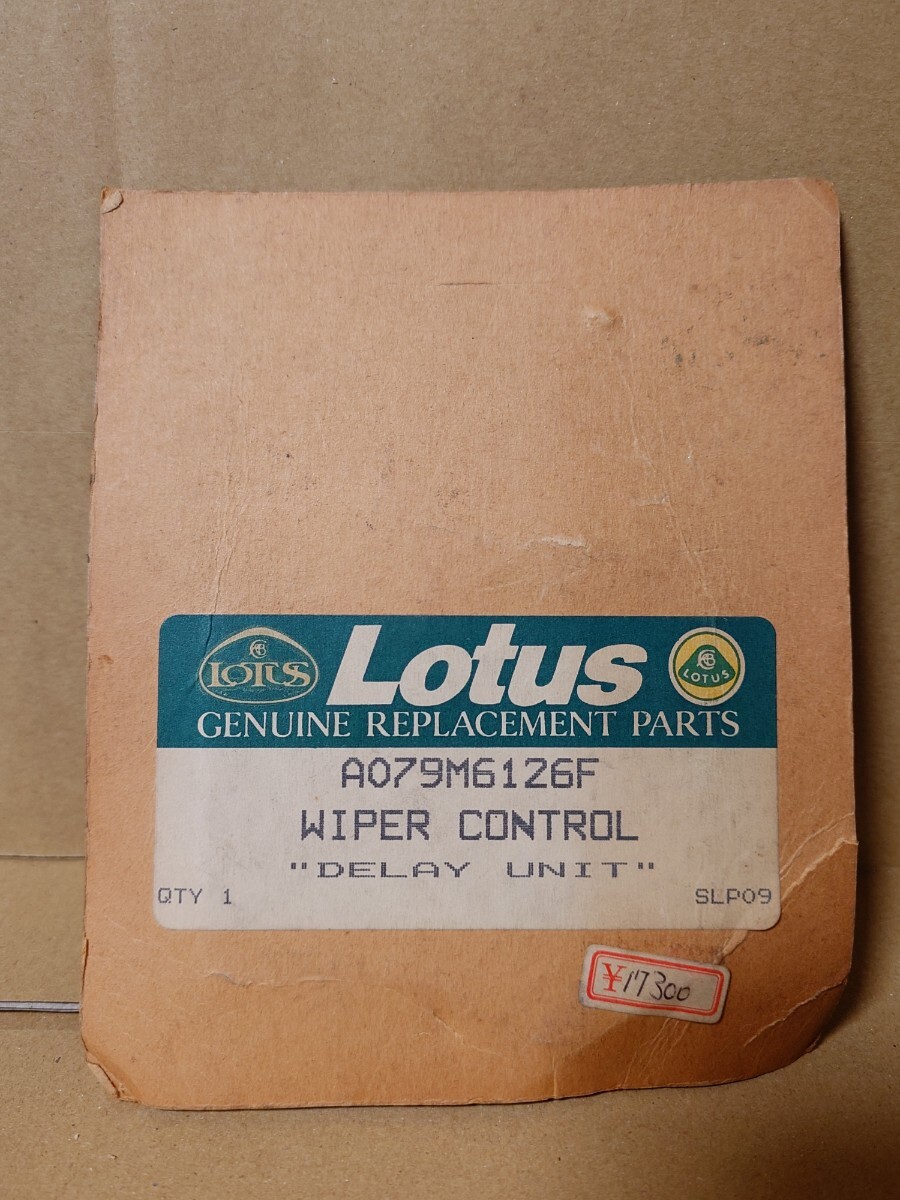 LOTUS Lotus LOTUS
GENUINE REPLACEMENT PARTS
A079M6126F
WIPER CONTROL
"DELAY UNIT"
QTY 1 SLP09
¥17300